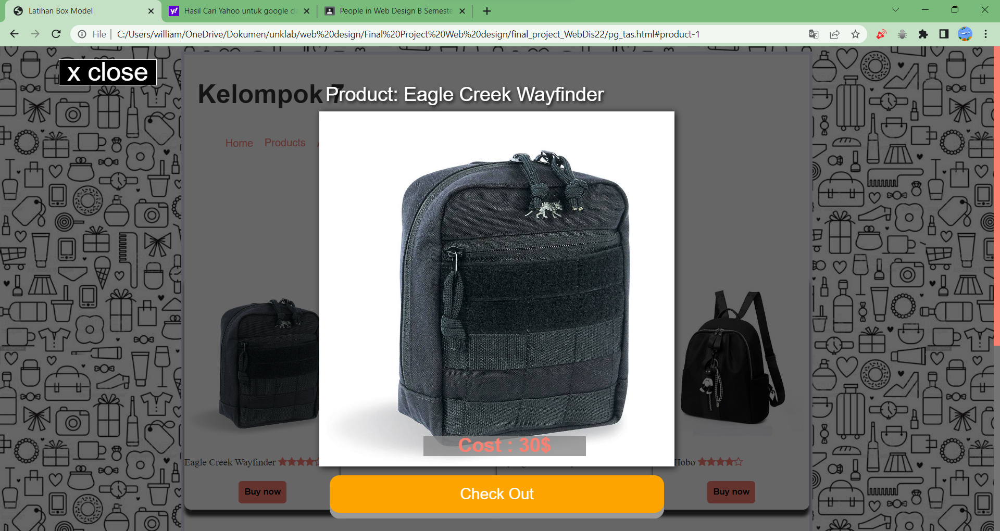 Latihan Box Model
Hasil Cari Yahoo untuk google cl
People in Web Design B Semeste
File
C:/Users/william/OneDrive/Dokumen/unklab/web%20design/Final%20Project%20Web%20design/final_project_WebDis22/pg_tas.html#product-1
x close
Kelompok 7
Product: Eagle Creek Wayfinder
Home Products
Cost : 30$
Eagle Creek Wayfinder
Hobo
Buy now
Buy now
Check Out